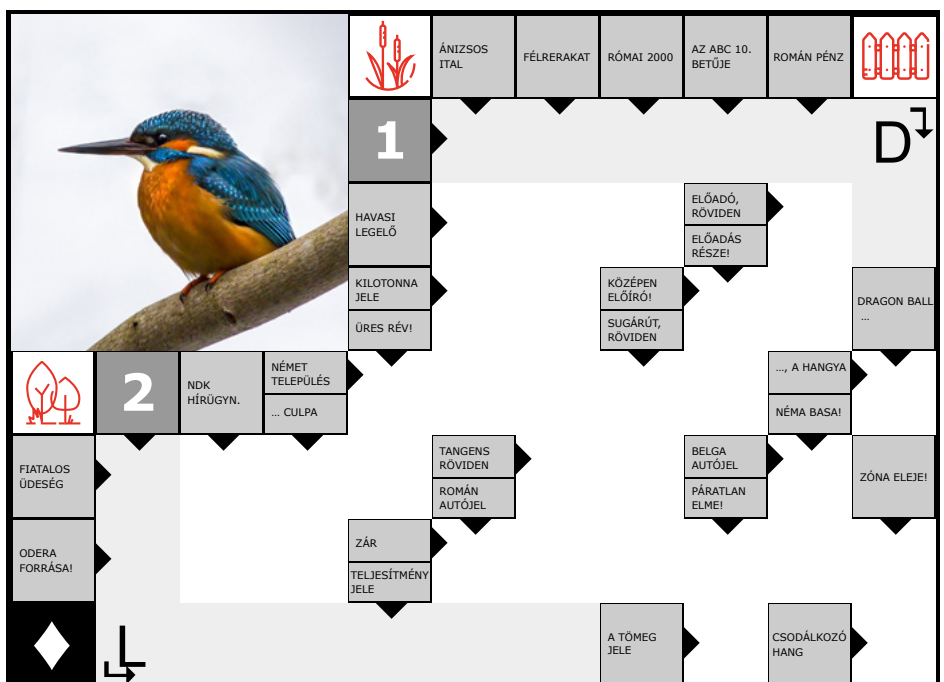 ÁNIZSOS
ITAL
FÉLRERAKAT
RÓMAI 2000
AZ ABC 10.
BETŰJE
ROMÁN PÉNZ
1
D
HAVASI
LEGELŐ
ELŐADÓ,
RÖVIDEN
ELŐADÁS
RÉSZE!
KILOTONNA
JELE
ÜRES RÉV!
KÖZÉPEN
ELŐÍRÓ!
SUGÁRÚT,
RÖVIDEN
DRAGON BALL
...
2
NDK
HÍRÜGYN.
NÉMET
TELEPÜLÉS
... CULPA
..., A HANGYA
NÉMA BASA!
FIATALOS
ÜDESÉG
TANGENS
RÖVIDEN
ROMÁN
AUTÓJEL
BELGA
AUTÓJEL
PÁRATLAN
ELME!
ZÓNA ELEJE!
ODERA
FORRÁSA!
ZÁR
TELJESÍTMÉNY
JELE
L
A TÖMEG
JELE
CSODÁLKOZÓ
HANG